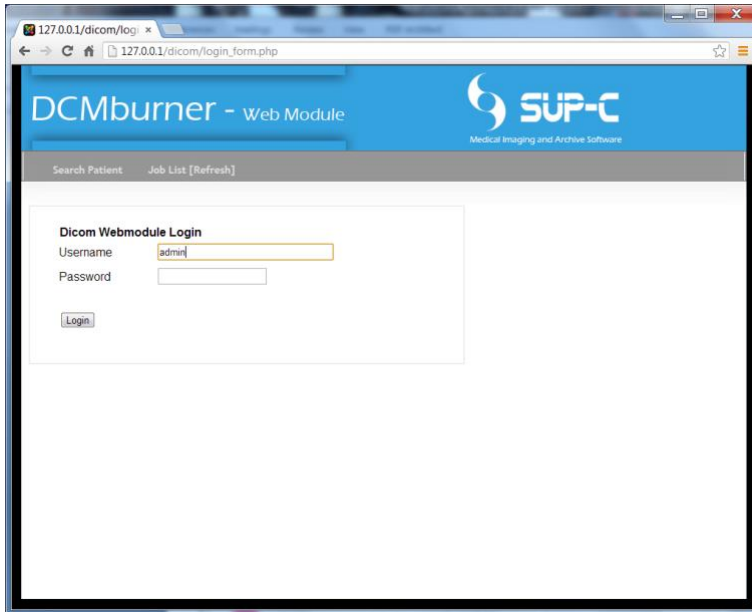 127.0.0.1/dicom/logi
127.0.0.1/dicom/login_form.php
DCMburner - Web Module
SUP-C
Medical Imaging and Archive Software
Search Patient Job List [Refresh]
Dicom Webmodule Login
Username admin
Password
Login